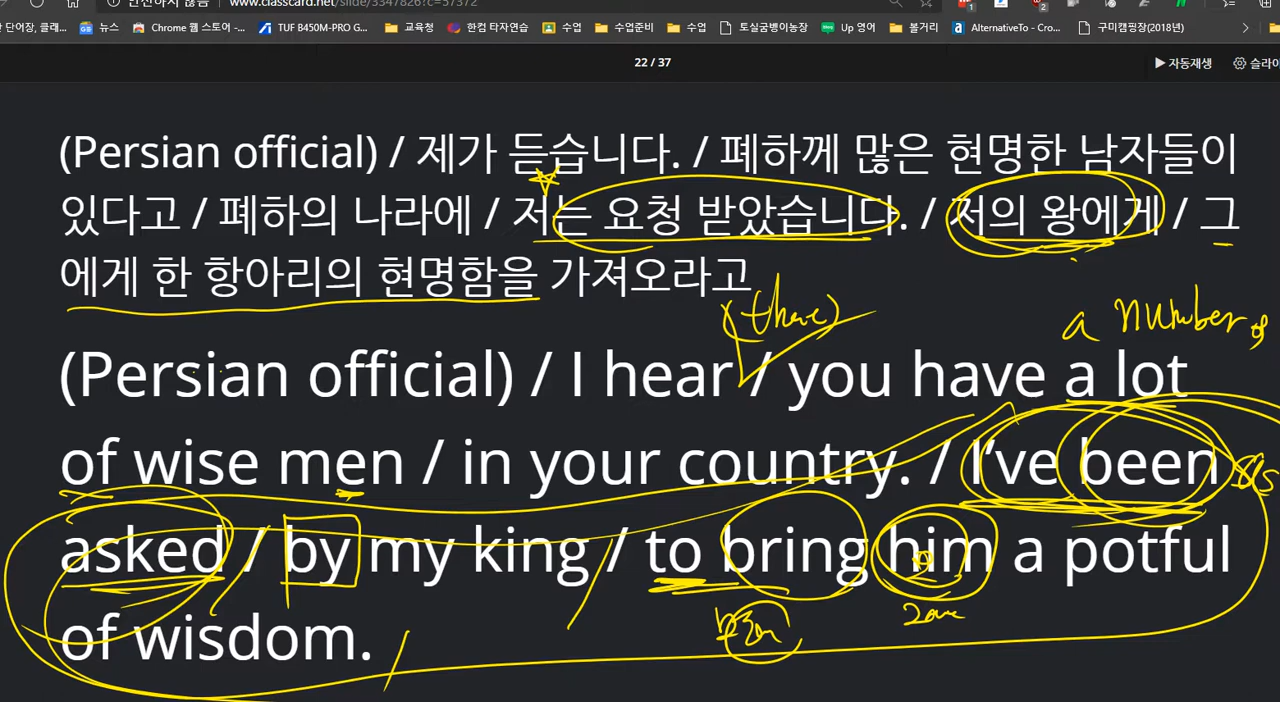 www.classcard.net/slide/3347826?c=57372
단어장, 클래... 뉴스 Chrome 웹 스토어 -... TUF B450M-PRO G... 교육청 한컴 타자연습 수업 수업준비 수업 토실굼벵이농장 Up 영어 볼거리 AlternativeTo - Cro... 구미캠핑장(2018년)
22 / 37 자동재생 슬라이
(Persian official) / 제가 듣습니다. / 폐하께 많은 현명한 남자들이
있다고 / 폐하의 나라에 / 저는 요청 받았습니다. / 저의 왕에게 / 그
에게 한 항아리의 현명함을 가져오라고
a number of
(Persian official) / I hear / you have a lot
of wise men / in your country. / I've been
asked / by my king / to bring him a potful
of wisdom.